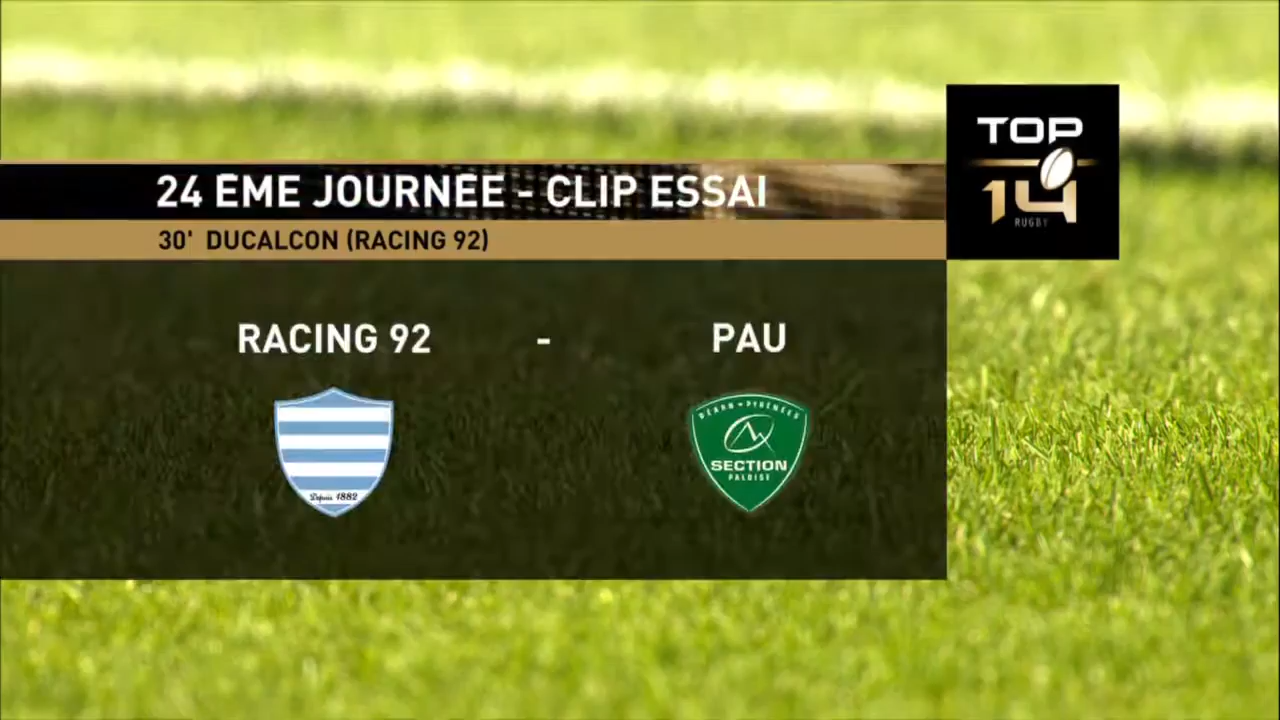 TOP
14
RUGBY
24 ÈME JOURNÉE - CLIP ESSAI
30' DUCALCON (RACING 92)
RACING 92 - PAU
Depuis 1882
BÉARN • PYRÉNÉES
SECTION
PALOISE